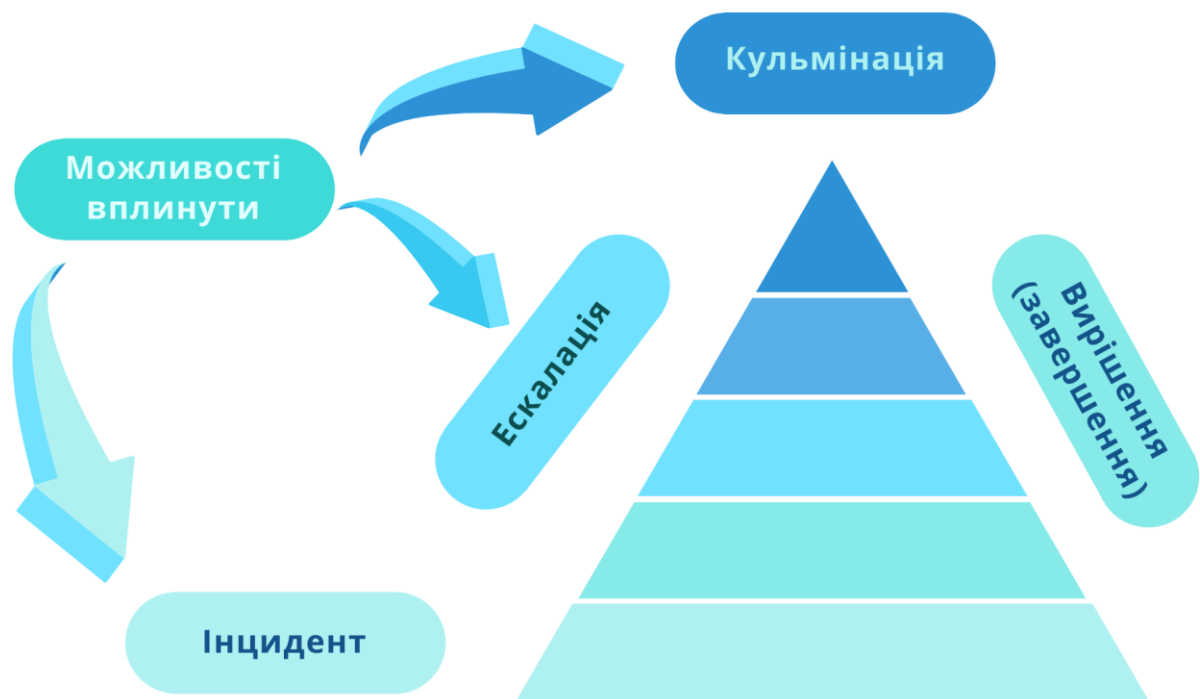 Кульмінація
Можливості
вплинути
Ескалація
Вирішення
(завершення)
Інцидент